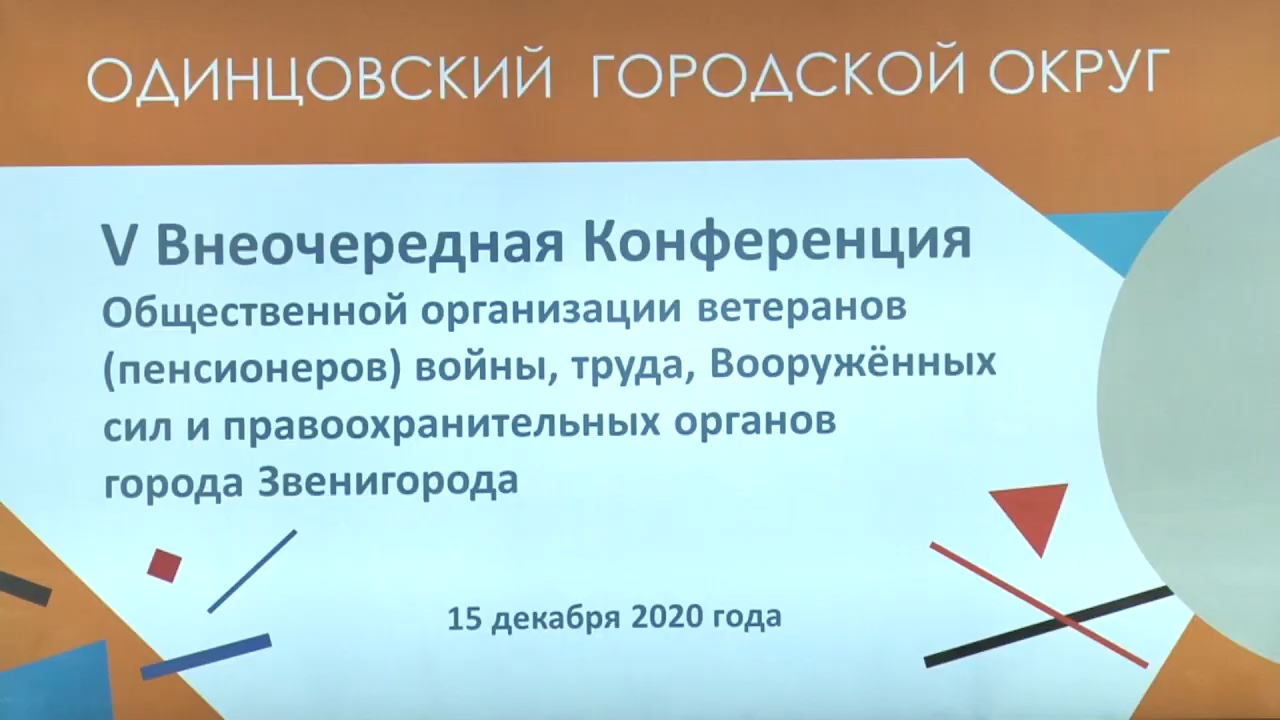 ОДИНЦОВСКИЙ ГОРОДСКОЙ ОКРУГ
V Внеочередная Конференция
Общественной организации ветеранов
(пенсионеров) войны, труда, Вооружённых
сил и правоохранительных органов
города Звенигорода
15 декабря 2020 года